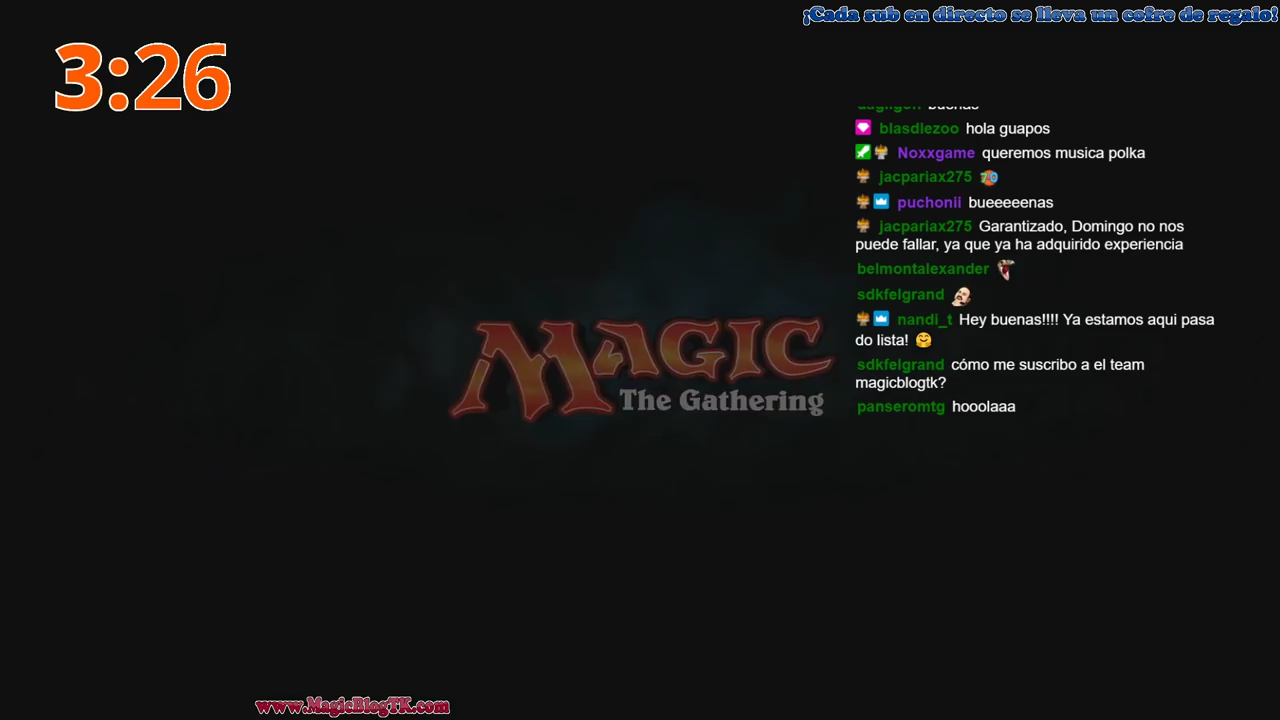 ¡Cada sub en directo se lleva un cofre de regalo!
3:26
blasdlezoo hola guapos
Noxxgame queremos musica polka
jacpariax275
puchonii bueeeeenas
jacpariax275 Garantizado, Domingo no nos
puede fallar, ya que ya ha adquirido experiencia
belmontalexander
sdkfelgrand
nandi_t Hey buenas!!!! Ya estamos aqui pasa
do lista!
sdkfelgrand cómo me suscribo a el team
magicblogtk?
panseromtg hooolaaa
MAGIC
The Gathering
www.MagicBlogTK.com